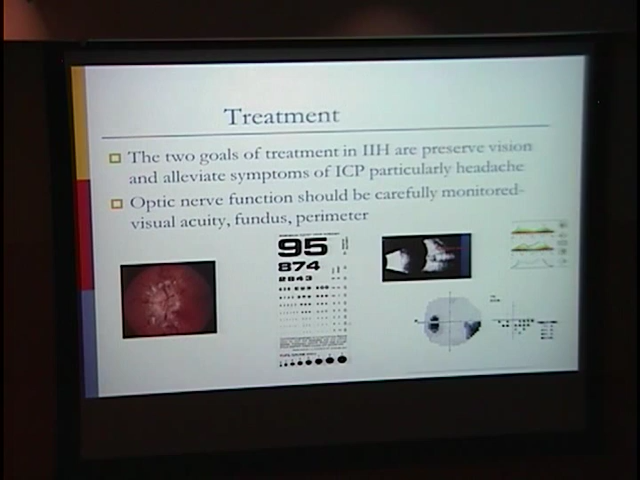 Treatment
The two goals of treatment in IIH are preserve vision
and alleviate symptoms of ICP particularly headache
Optic nerve function should be carefully monitored-
visual acuity, fundus, perimeter
95
874
2843